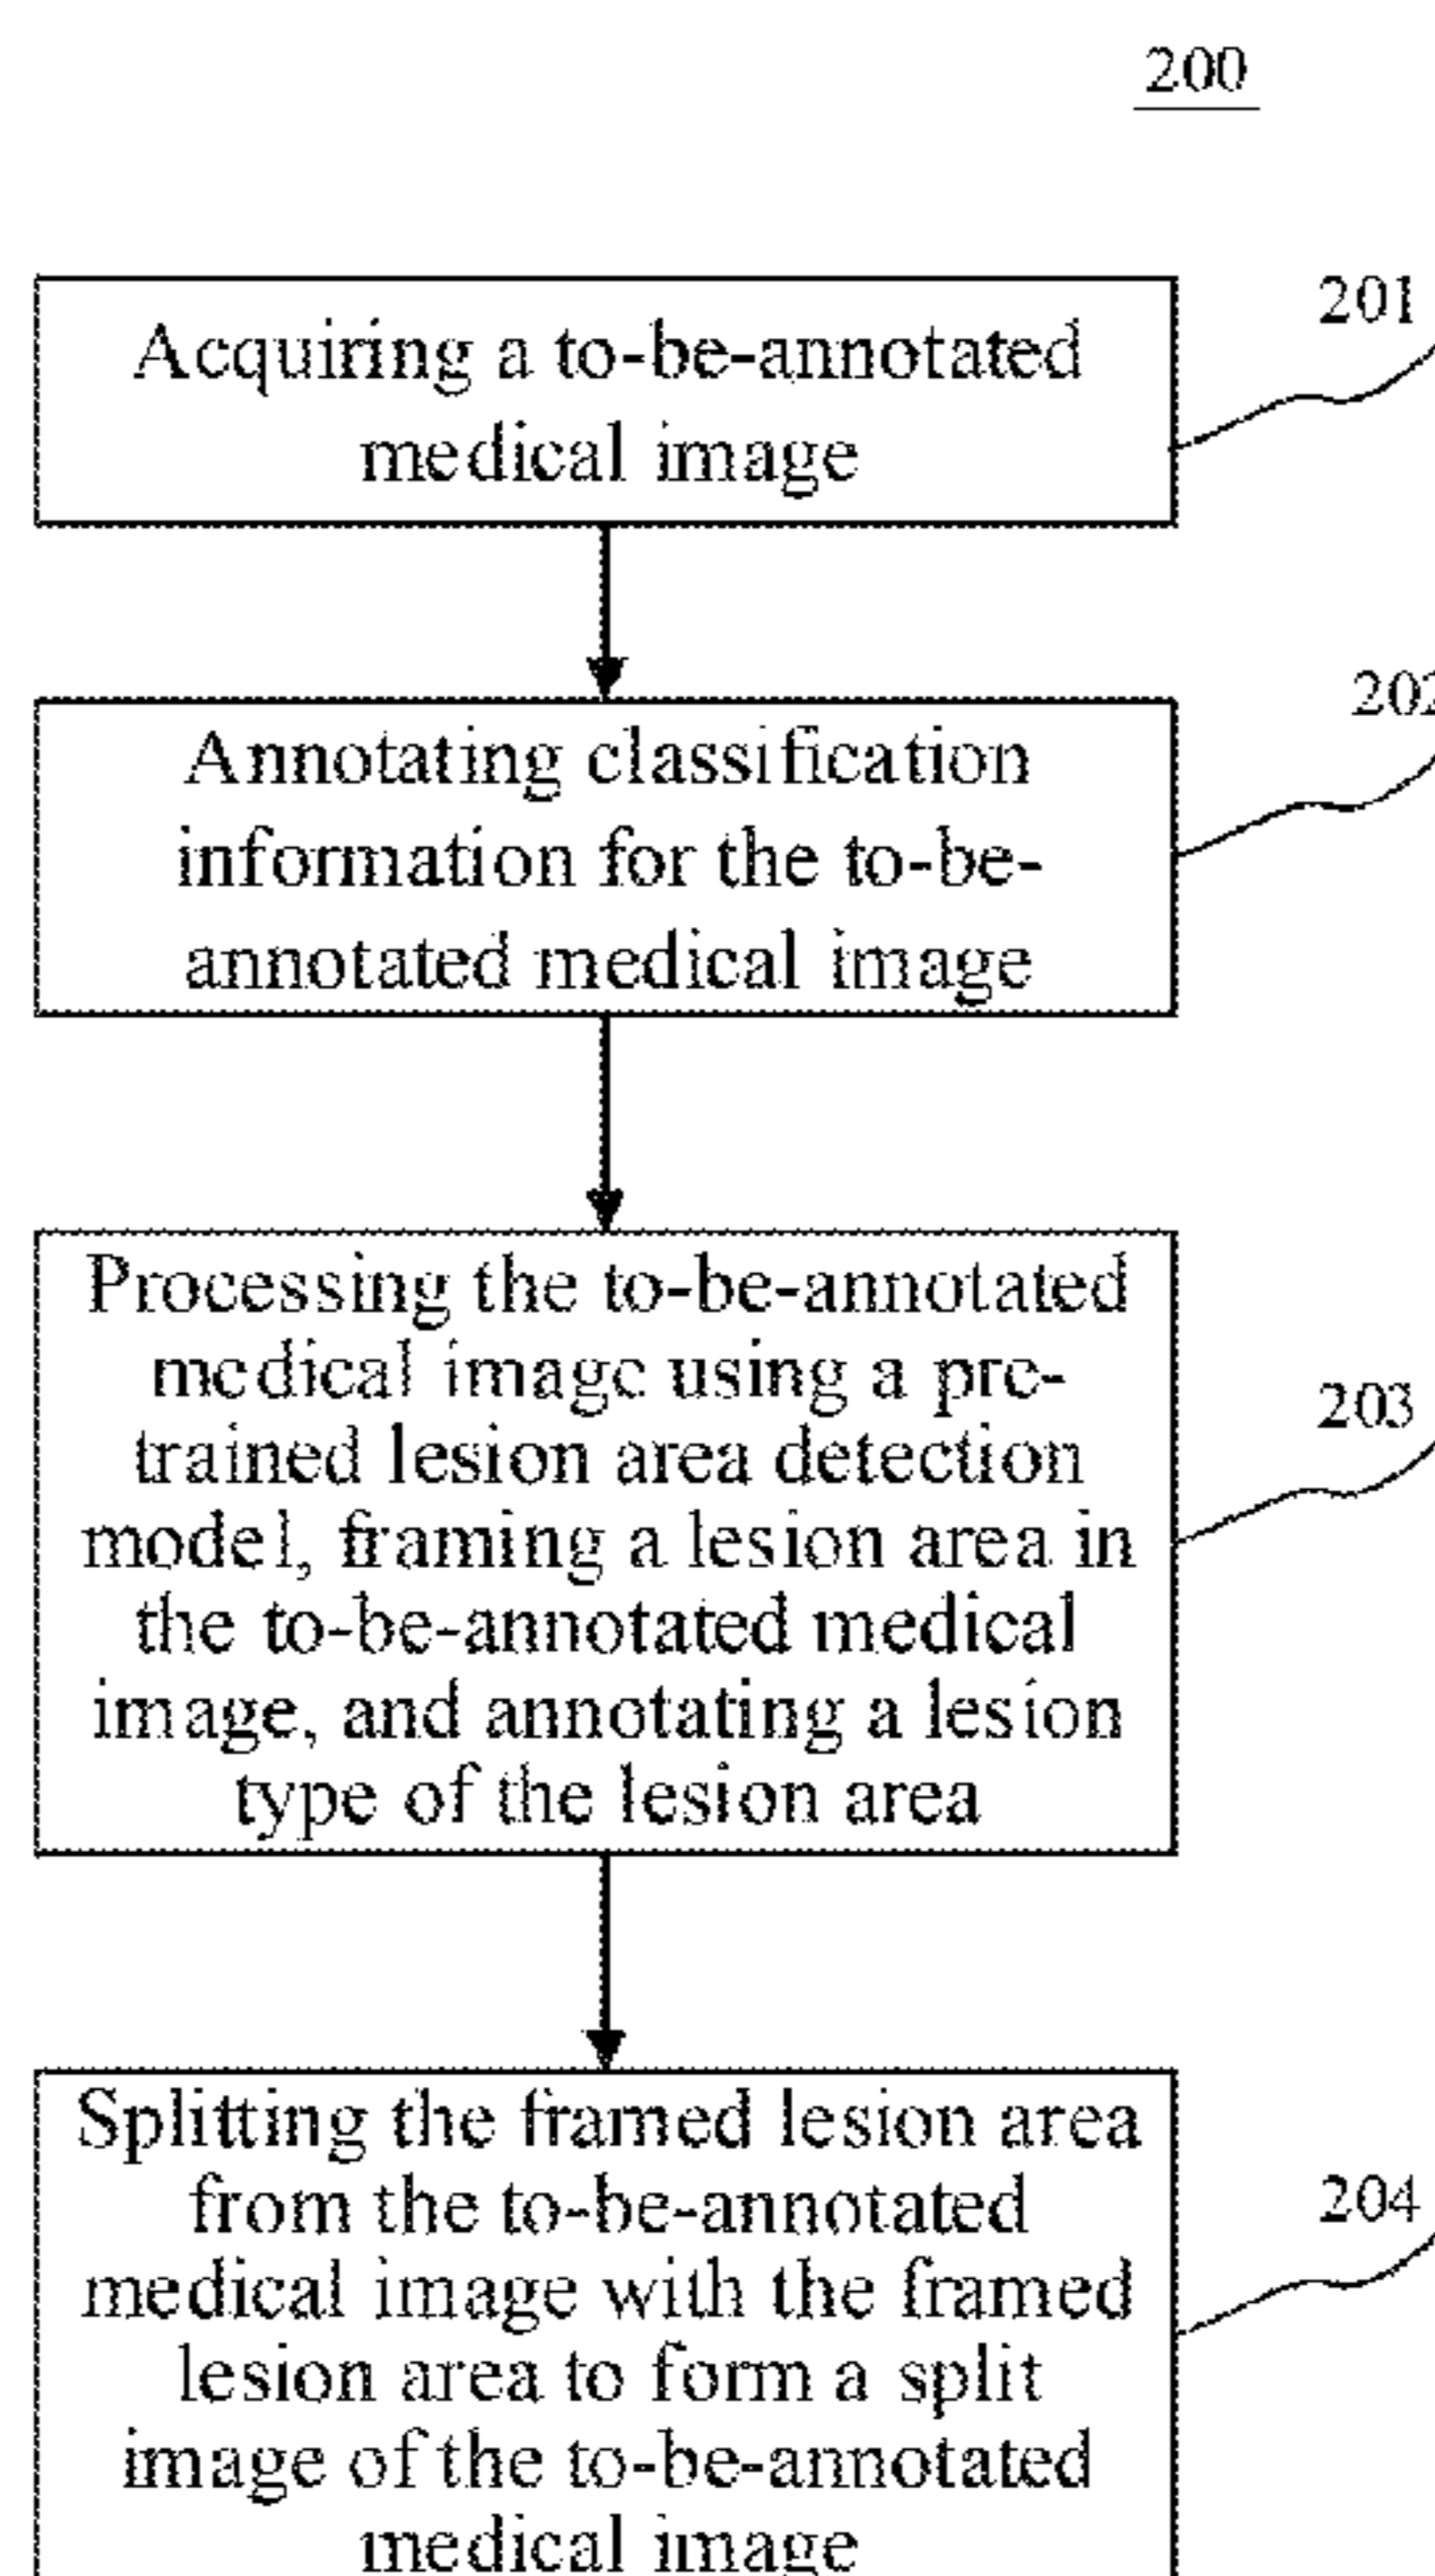 200
201
Acquiring a to-be-annotated
medical image
202
Annotating classification
information for the to-be-
annotated medical image
Processing the to-be-annotated
medical image using a pre-
203
trained lesion area detection
model, framing a lesion area in
the to-be-annotated medical
image, and annotating a lesion
type of the lesion area
Splitting the framed lesion area
204
from the to-be-annotated
medical image with the framed
lesion area to form a split
image of the to-be-annotated
medical image